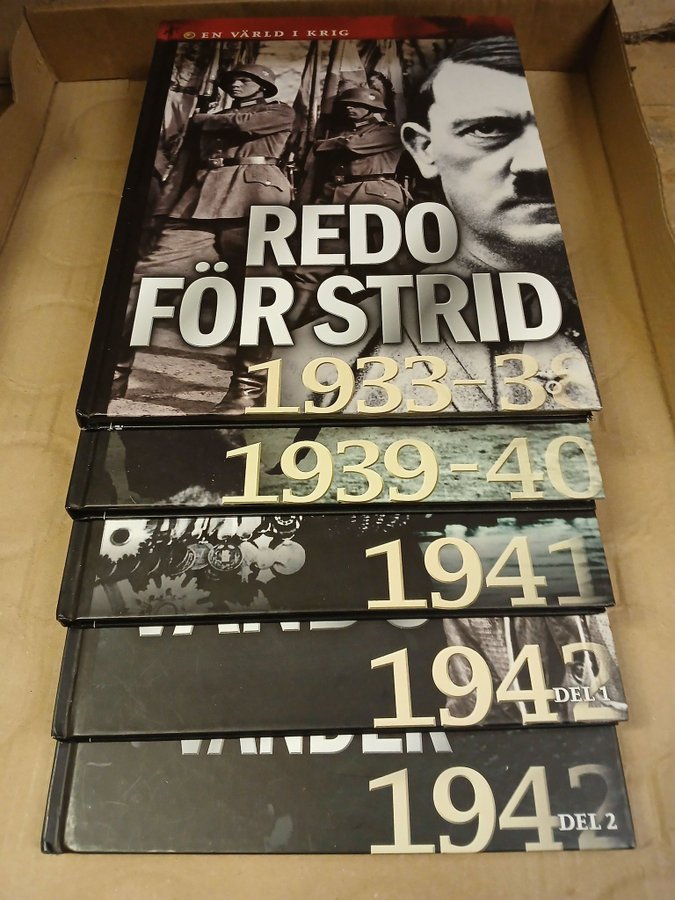 EN VÄRLD I KRIG
REDO
FÖR STRID
1933-38
1939-40
1941
1942
DEL 1
VÄNDER
1942
DEL 2